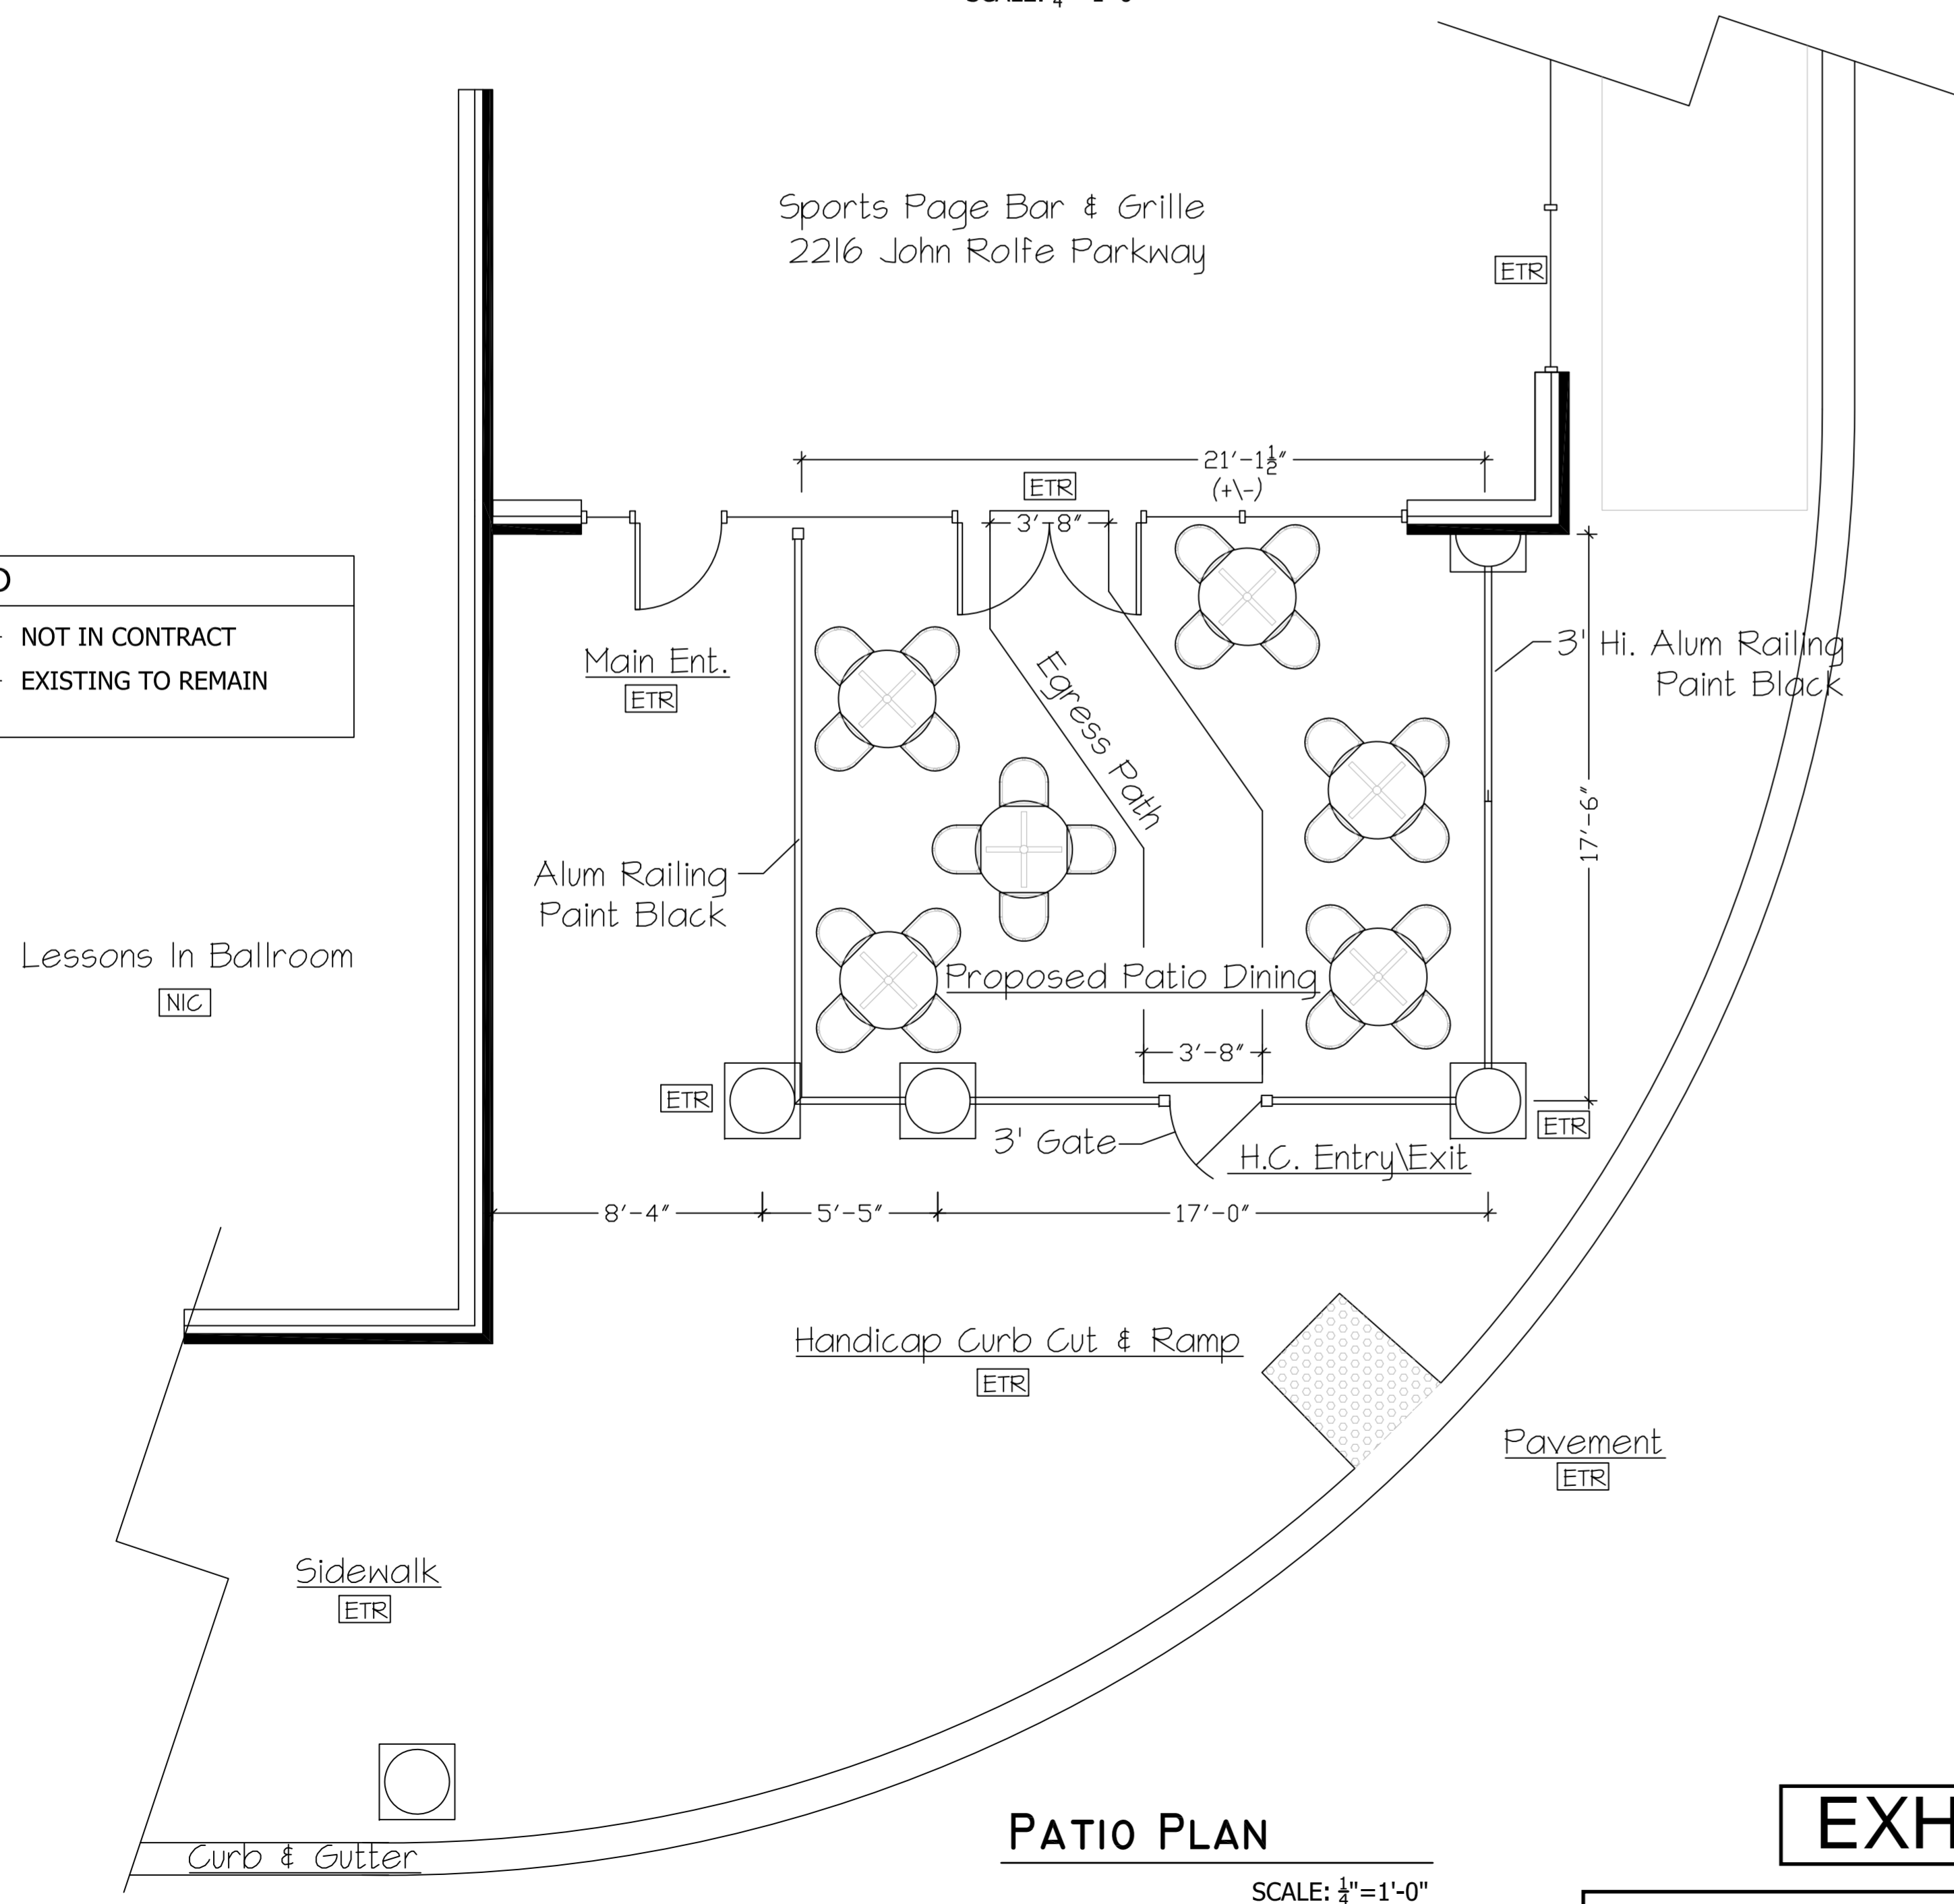 Sports Page Bar & Grille
2216 John Rolfe Parkway
ETR
21'-1½"
(+\-)
ETR
3'-8"
NOT IN CONTRACT
EXISTING TO REMAIN
Main Ent.
ETR
3' Hi. Alum Railing
Paint Black
Egress Path
17'-6"
Alum Railing
Paint Black
Lessons In Ballroom
NIC
Proposed Patio Dining
3'-8"
ETR
3' Gate
H.C. Entry\Exit
ETR
8'-4"
5'-5"
17'-0"
Handicap Curb Cut & Ramp
ETR
Pavement
ETR
Sidewalk
ETR
Curb & Gutter
PATIO PLAN
SCALE: ¼"=1'-0"
EXH